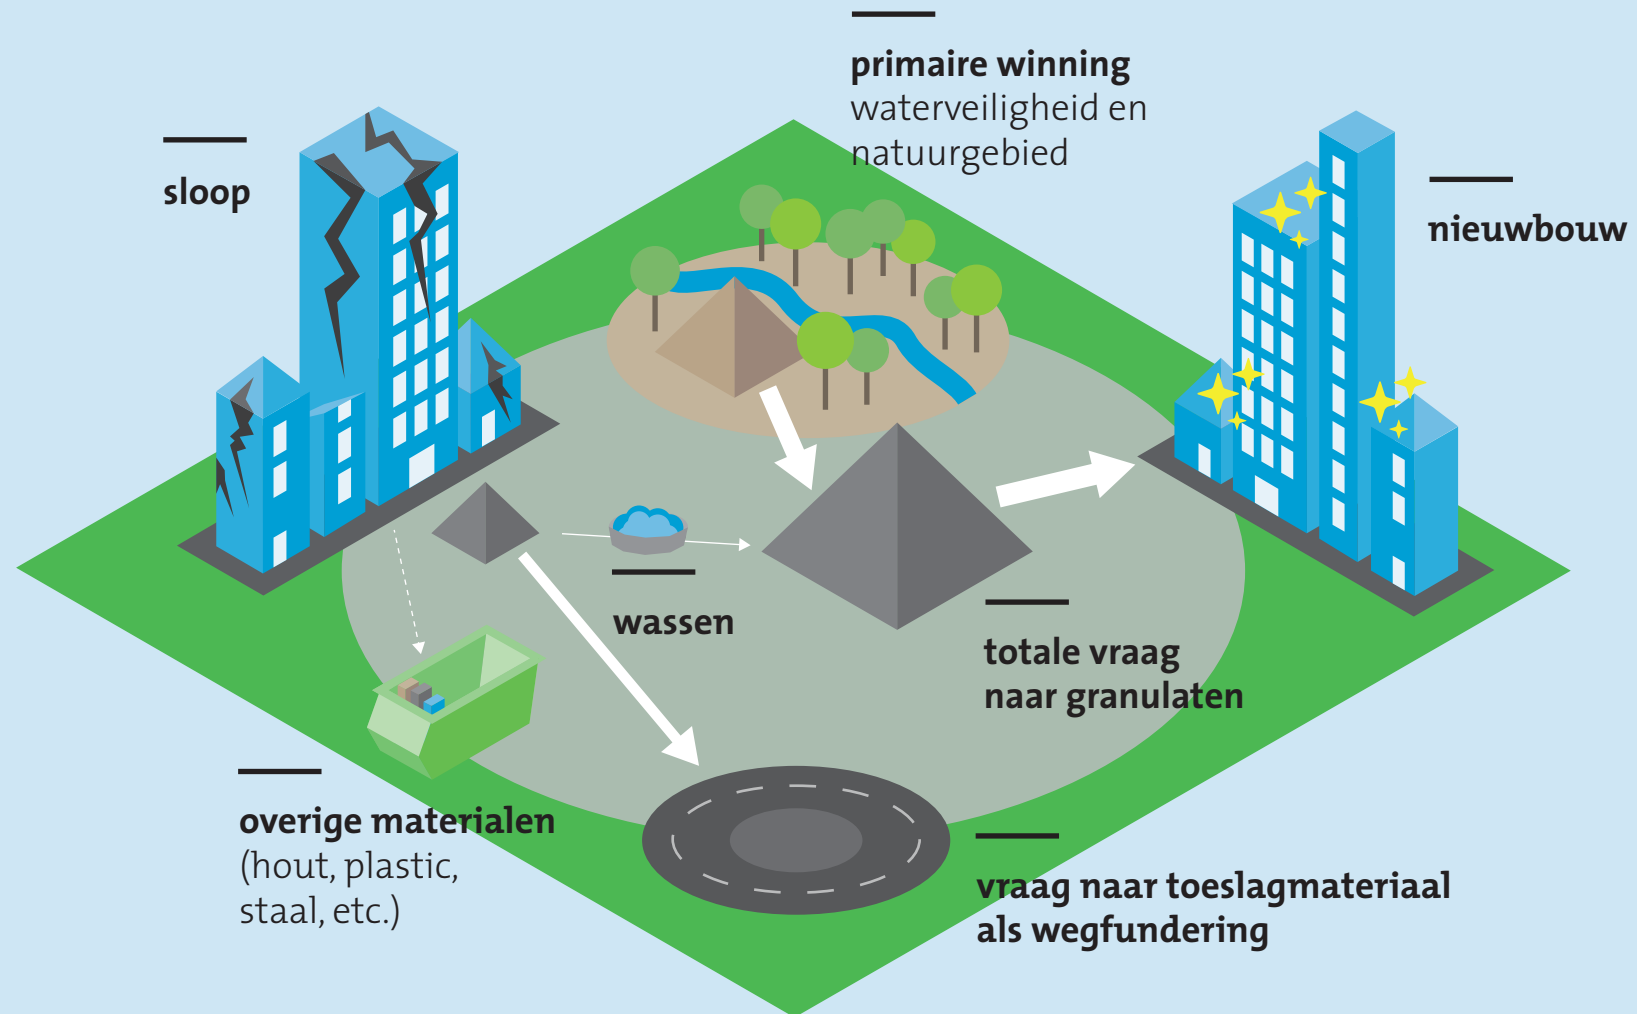 primaire winning
waterveiligheid en
natuurgebied
sloop
nieuwbouw
wassen
totale vraag
naar granulaten
overige materialen
(hout, plastic,
staal, etc.)
vraag naar toeslagmateriaal
als wegfundering